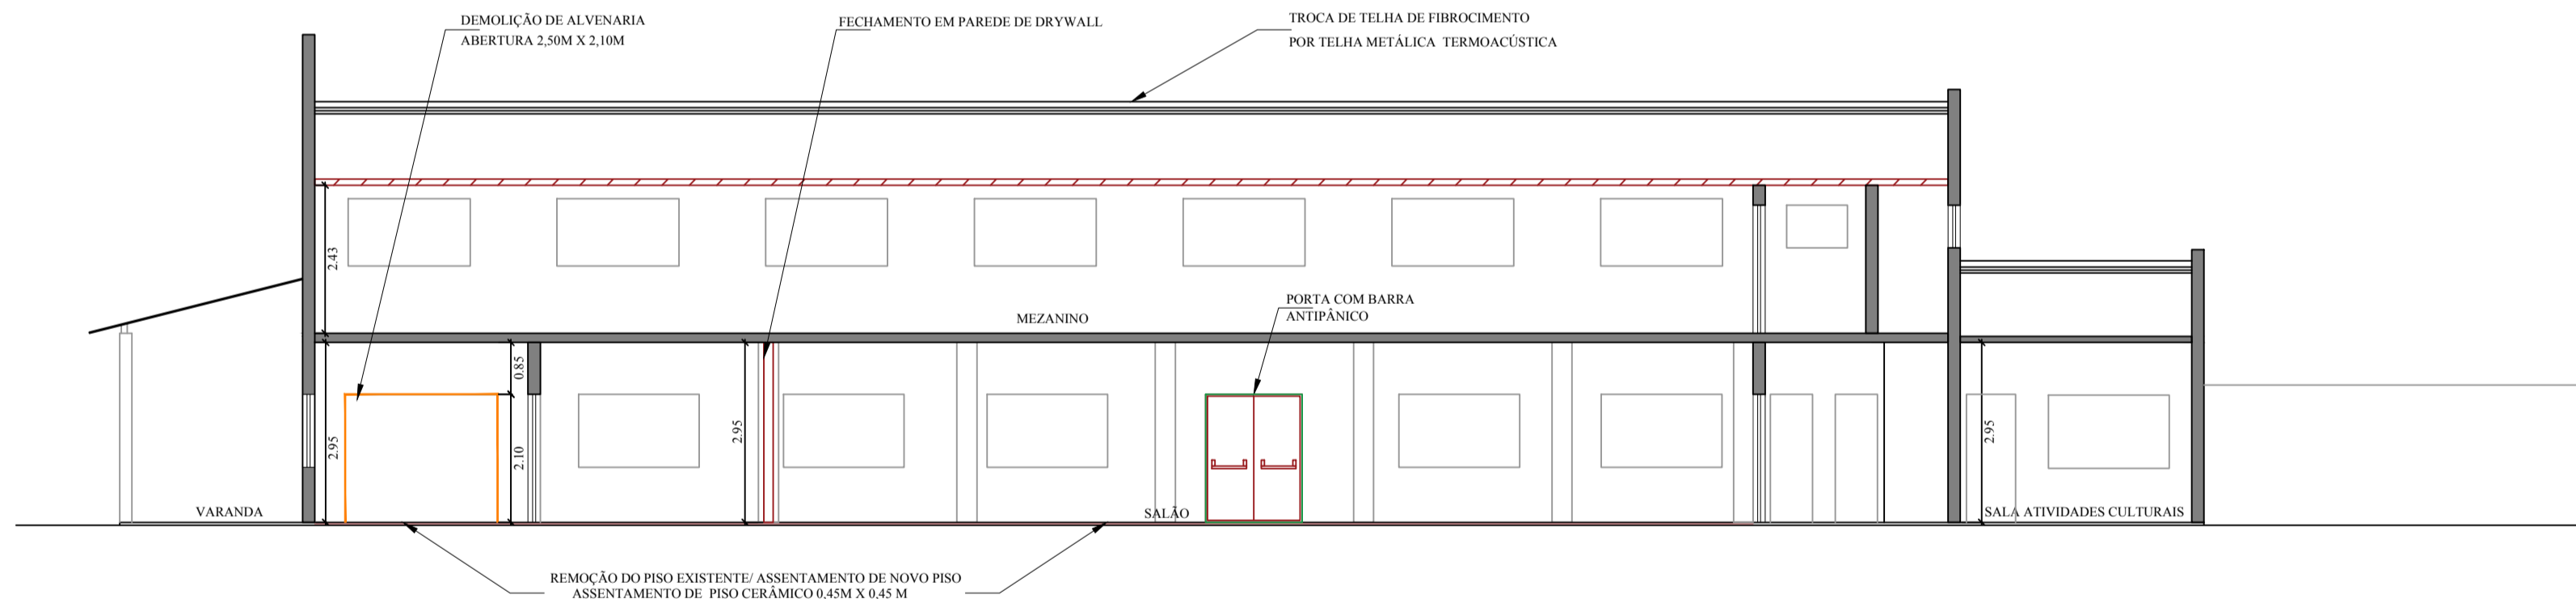 DEMOLIÇÃO DE ALVENARIA
ABERTURA 2,50M X 2,10M
FECHAMENTO EM PAREDE DE DRYWALL
TROCA DE TELHA DE FIBROCIMENTO
POR TELHA METÁLICA TERMOACÚSTICA
2.43
MEZANINO
PORTA COM BARRA
ANTIPÂNICO
0.85
2.95
2.10
2.95
2.95
VARANDA
SALÃO
SALA ATIVIDADES CULTURAIS
REMOÇÃO DO PISO EXISTENTE/ ASSENTAMENTO DE NOVO PISO
ASSENTAMENTO DE PISO CERÂMICO 0,45M X 0,45 M